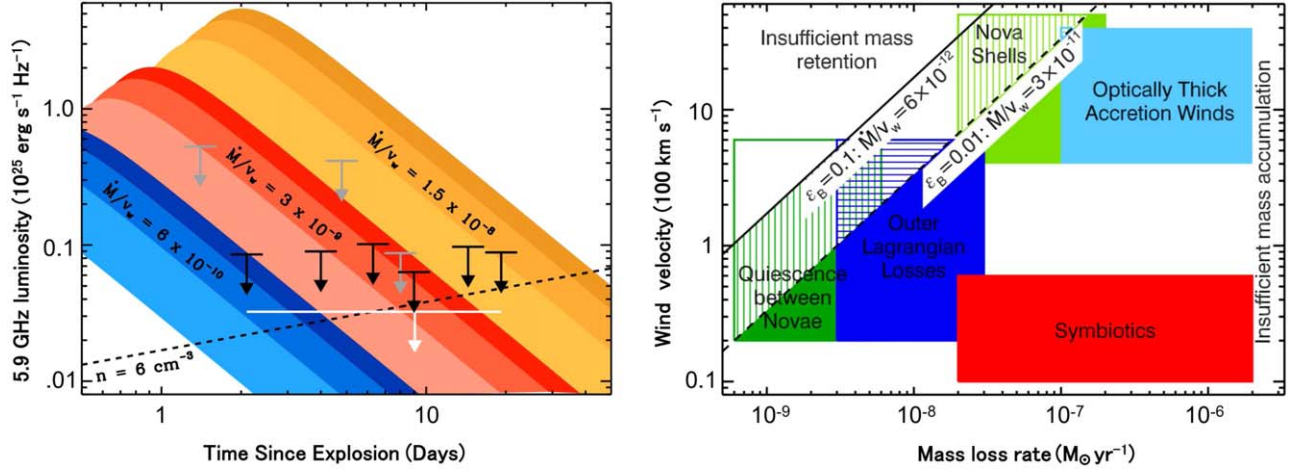 5.9 GHz luminosity (10²⁵ erg s⁻¹ Hz⁻¹)
1.0
0.1
.01
Ṁ/v_w = 1.5 x 10⁻⁸
Ṁ/v_w = 3 x 10⁻⁹
Ṁ/v_w = 6 x 10⁻¹⁰
n = 6 cm⁻³
1
10
Time Since Explosion (Days)
Wind velocity (100 km s⁻¹)
10
1
0.1
Insufficient mass
retention
Nova
Shells
Optically Thick
Accretion Winds
ε_B=0.1: Ṁ/v_w=6×10⁻¹²
ε_B=0.01: Ṁ/v_w=3×10⁻¹¹
Outer
Lagrangian
Losses
Quiescence
between
Novae
Symbiotics
Insufficient mass accumulation
10⁻⁹
10⁻⁸
10⁻⁷
10⁻⁶
Mass loss rate (M☉ yr⁻¹)